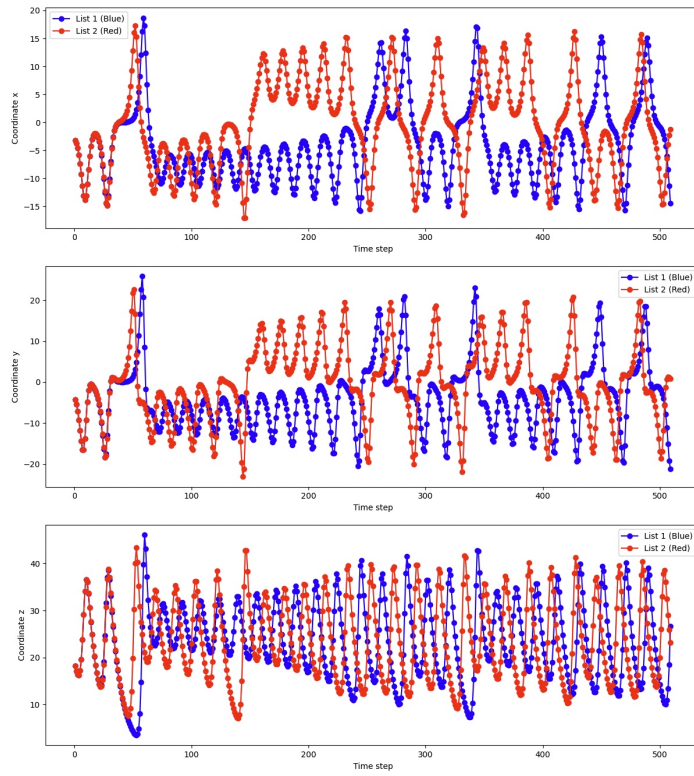 20
15
10
5
0
−5
−10
−15
Coordinate x
List 1 (Blue)
List 2 (Red)
0
100
200
300
400
500
Time step
20
10
0
−10
−20
Coordinate y
List 1 (Blue)
List 2 (Red)
0
100
200
300
400
500
Time step
40
30
20
10
Coordinate z
List 1 (Blue)
List 2 (Red)
0
100
200
300
400
500
Time step